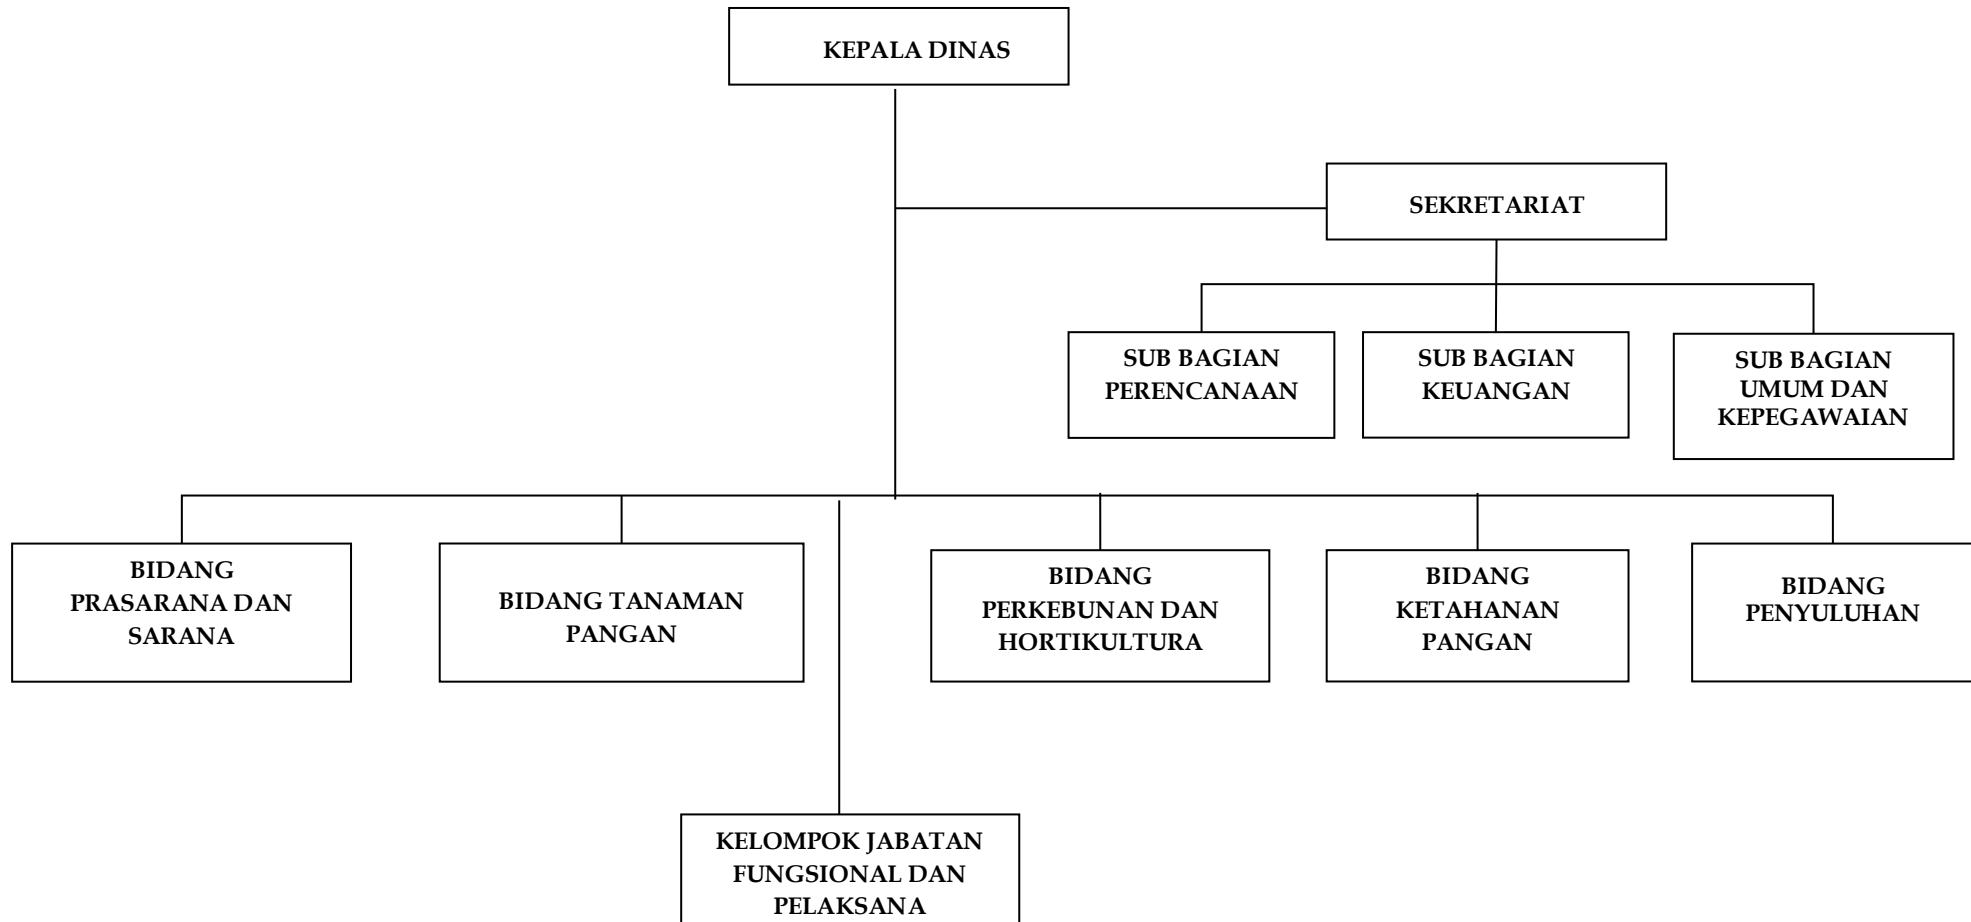 KEPALA DINAS
SEKRETARIAT
SUB BAGIAN
PERENCANAAN
SUB BAGIAN
KEUANGAN
SUB BAGIAN
UMUM DAN
KEPEGAWAIAN
BIDANG
PRASARANA DAN
SARANA
BIDANG TANAMAN
PANGAN
BIDANG
PERKEBUNAN DAN
HORTIKULTURA
BIDANG
KETAHANAN
PANGAN
BIDANG
PENYULUHAN
KELOMPOK JABATAN
FUNGSIONAL DAN
PELAKSANA